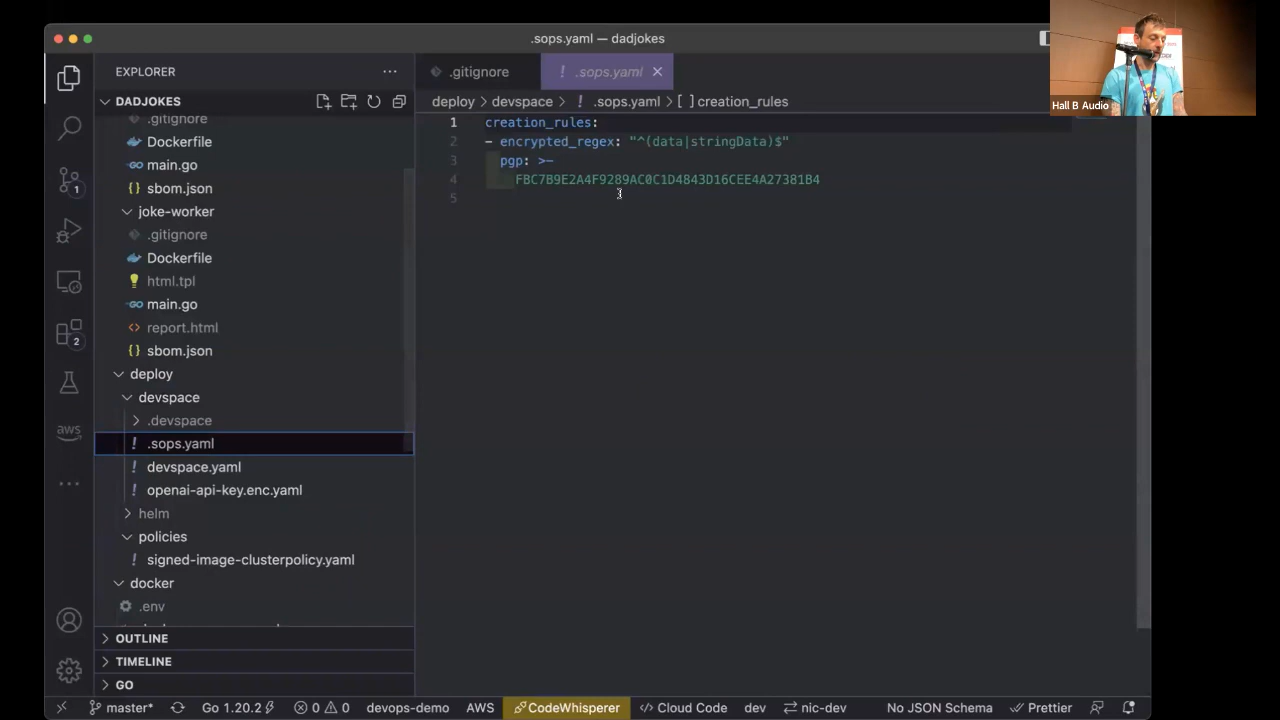 .sops.yaml — dadjokes
EXPLORER
DADJOKES
.gitignore
Dockerfile
main.go
sbom.json
joke-worker
.gitignore
Dockerfile
html.tpl
main.go
report.html
sbom.json
deploy
devspace
.devspace
.sops.yaml
devspace.yaml
openai-api-key.enc.yaml
helm
policies
signed-image-clusterpolicy.yaml
docker
.env
OUTLINE
TIMELINE
GO
1
2
aws
.gitignore
.sops.yaml
deploy > devspace > ! .sops.yaml > [ ] creation_rules
1 creation_rules:
2 - encrypted_regex: "^(data|stringData)$"
3 pgp: >-
4 FBC7B9E2A4F9289AC0C1D4843D16CEE4A27381B4
5
Hall B Audio
master* Go 1.20.2 0 0 devops-demo AWS CodeWhisperer Cloud Code dev nic-dev No JSON Schema Prettier